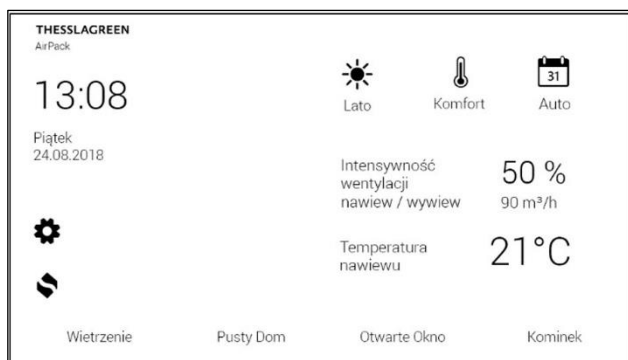 THESSLAGREEN
AirPack
13:08
Piątek
24.08.2018
31
Lato
Komfort
Auto
Intensywność
wentylacji
nawiew / wywiew
50 %
90 m³/h
Temperatura
nawiewu
21°C
Wietrzenie
Pusty Dom
Otwarte Okno
Kominek